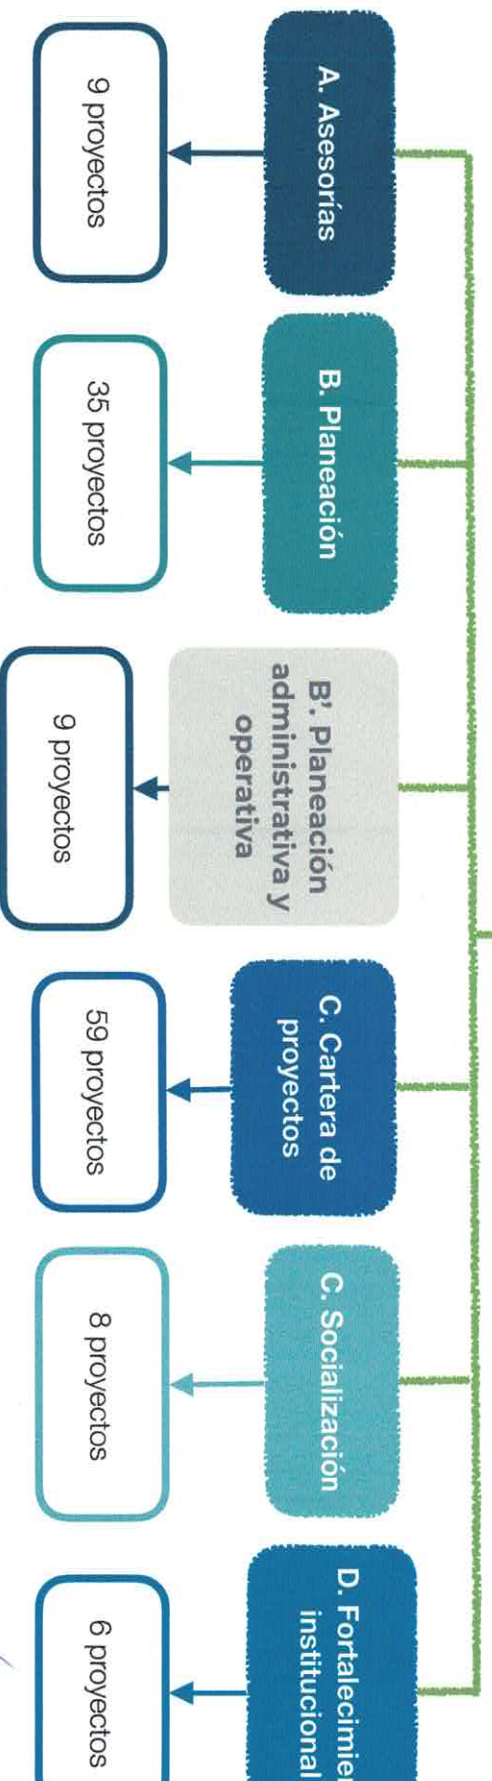 A. Asesorías
9 proyectos
B. Planeación
35 proyectos
B'. Planeación
administrativa y
operativa
9 proyectos
C. Cartera de
proyectos
59 proyectos
C. Socialización
8 proyectos
D. Fortalecimie
institucional
6 proyectos